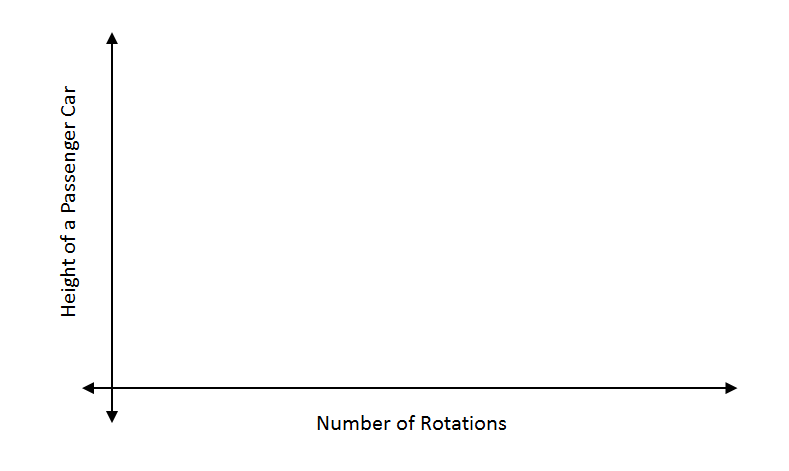 Height of a Passenger Car
Number of Rotations